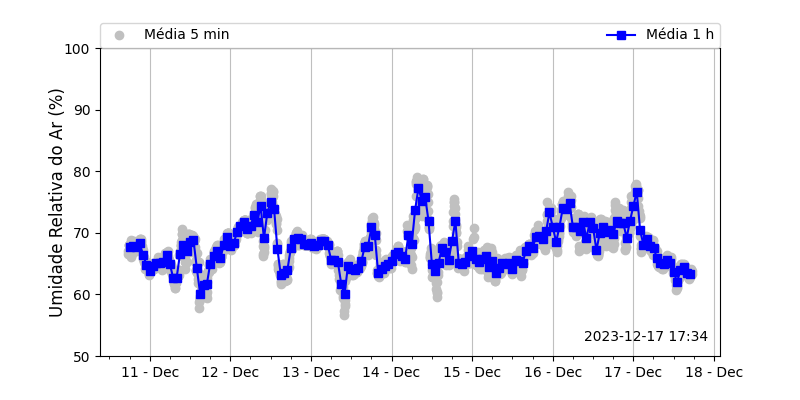 Média 5 min
Média 1 h
100
90
80
70
60
50
Umidade Relativa do Ar (%)
2023-12-17 17:34
11 - Dec
12 - Dec
13 - Dec
14 - Dec
15 - Dec
16 - Dec
17 - Dec
18 - Dec